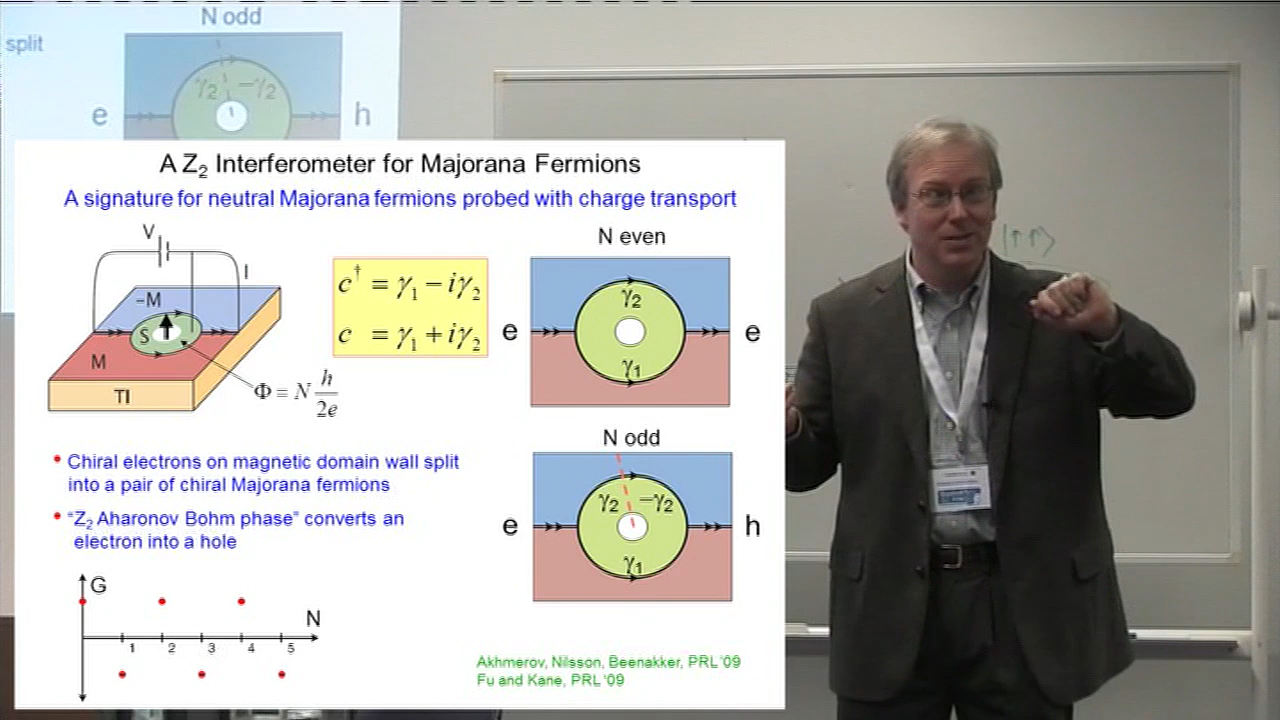 N odd
split
γ₂ -γ₂
e h
A Z₂ Interferometer for Majorana Fermions
A signature for neutral Majorana fermions probed with charge transport
V
I
-M
S
M
TI
Φ = N h/2e
c† = γ₁ − iγ₂
c = γ₁ + iγ₂
N even
γ₂
e e
γ₁
N odd
γ₂ −γ₂
e h
γ₁
• Chiral electrons on magnetic domain wall split
into a pair of chiral Majorana fermions
• “Z₂ Aharonov Bohm phase” converts an
electron into a hole
G
N
1 2 3 4 5
Akhmerov, Nilsson, Beenakker, PRL ‘09
Fu and Kane, PRL ‘09
|↑↑⟩